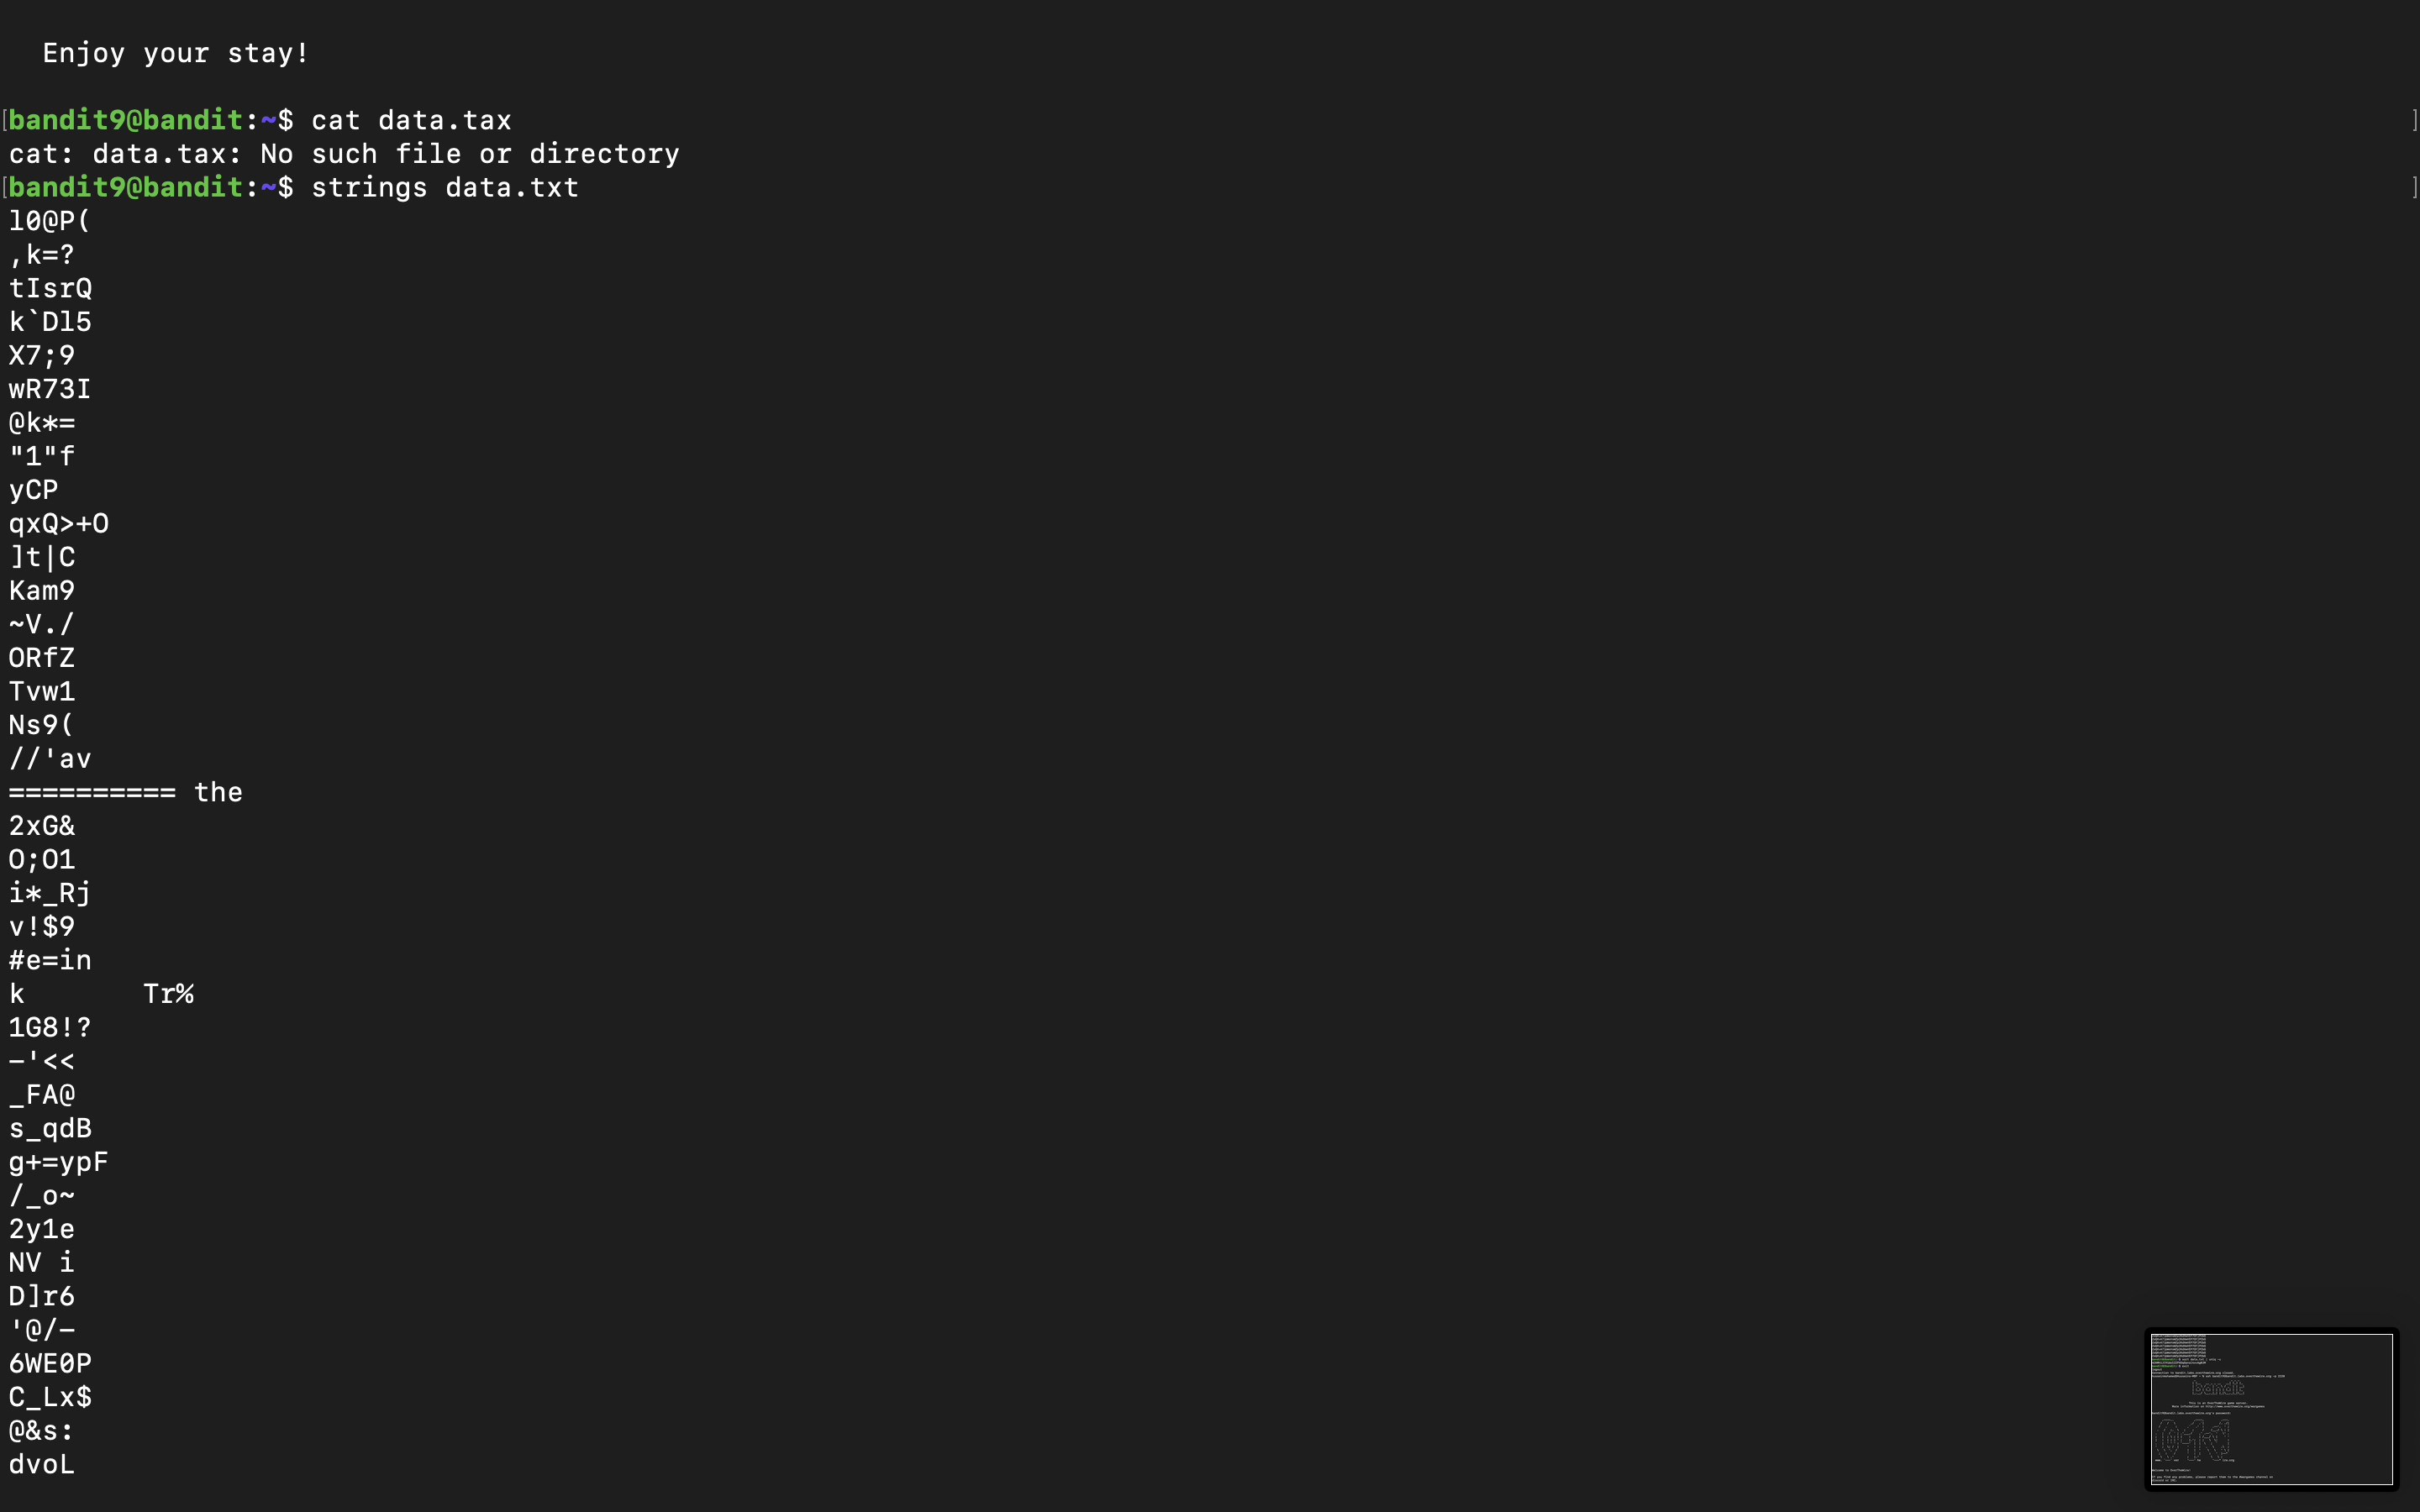 Enjoy your stay!
[bandit9@bandit:~$ cat data.tax ]
cat: data.tax: No such file or directory
[bandit9@bandit:~$ strings data.txt ]
l0@P(
,k=?
tIsrQ
k`Dl5
X7;9
wR73I
@k*=
"1"f
yCP
qxQ>+O
]t|C
Kam9
~V./
ORfZ
Tvw1
Ns9(
//'av
========== the
2xG&
O;O1
i*_Rj
v!$9
#e=in
k       Tr%
1G8!?
-'<<
_FA@
s_qdB
g+=ypF
/_o~
2y1e
NV i
D]r6
'@/-
6WE0P
C_Lx$
@&s:
dvoL
bandit